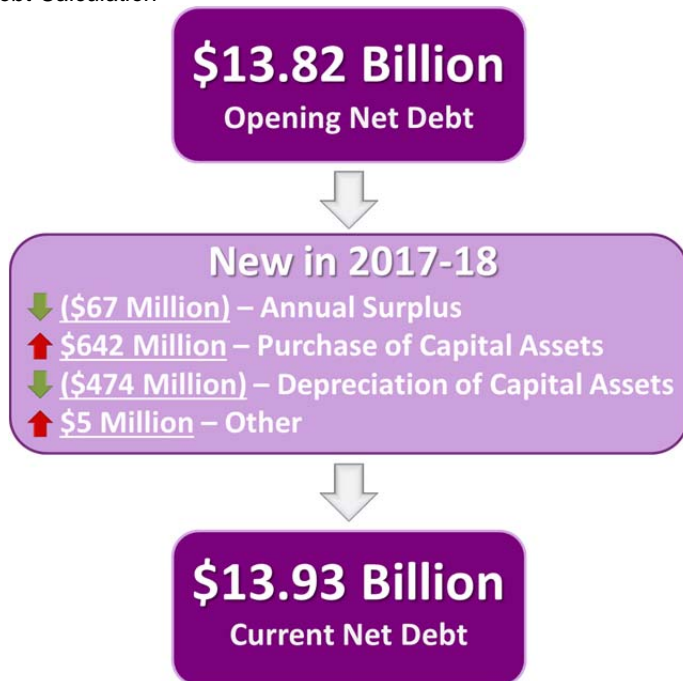 Calculation
$13.82 Billion
Opening Net Debt
New in 2017-18
($67 Million) – Annual Surplus
$642 Million – Purchase of Capital Assets
($474 Million) – Depreciation of Capital Assets
$5 Million – Other
$13.93 Billion
Current Net Debt